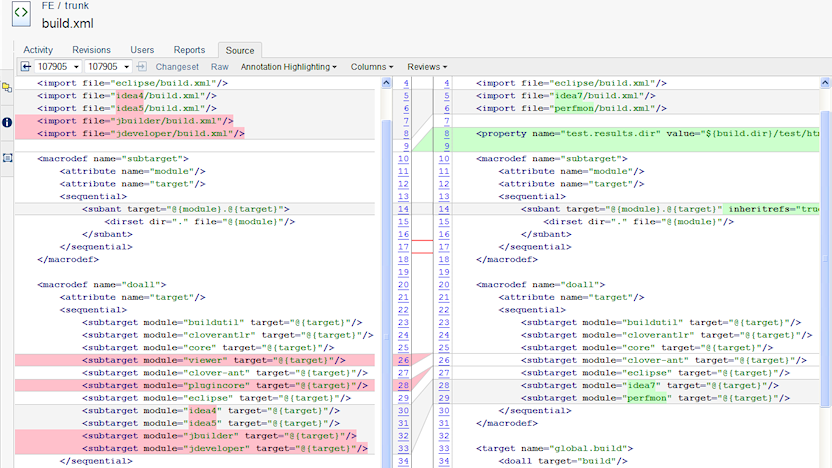 FE / trunk
build.xml
Activity Revisions Users Reports Source
107905 107905 Changeset Raw Annotation Highlighting Columns Reviews
<import file="eclipse/build.xml"/> 4
<import file="idea4/build.xml"/> 5
<import file="idea5/build.xml"/> 6
<import file="jbuilder/build.xml"/> 7
<import file="jdeveloper/build.xml"/> 8
9
<macrodef name="subtarget"> 10
<attribute name="module"/> 11
<attribute name="target"/> 12
<sequential> 13
<subant target="@{module}.@{target}"> 14
<dirset dir="." file="@{module}"/> 15
</subant> 16
</sequential> 17
</macrodef> 18
19
<macrodef name="doall"> 20
<attribute name="target"/> 21
<sequential> 22
<subtarget module="buildutil" target="@{target}"/> 23
<subtarget module="cloverantlr" target="@{target}"/> 24
<subtarget module="core" target="@{target}"/> 25
<subtarget module="viewer" target="@{target}"/> 26
<subtarget module="clover-ant" target="@{target}"/> 27
<subtarget module="plugincore" target="@{target}"/> 28
<subtarget module="eclipse" target="@{target}"/> 29
<subtarget module="idea4" target="@{target}"/> 30
<subtarget module="idea5" target="@{target}"/> 31
<subtarget module="jbuilder" target="@{target}"/> 32
<subtarget module="jdeveloper" target="@{target}"/> 33
</sequential> 34
4 <import file="eclipse/build.xml"/>
5 <import file="idea7/build.xml"/>
6 <import file="perfmon/build.xml"/>
7
8 <property name="test.results.dir" value="${build.dir}/test/ht
9
10 <macrodef name="subtarget">
11 <attribute name="module"/>
12 <attribute name="target"/>
13 <sequential>
14 <subant target="@{module}.@{target}" inheritrefs="tru
15 <dirset dir="." file="@{module}"/>
16 </subant>
17 </sequential>
18 </macrodef>
19
20 <macrodef name="doall">
21 <attribute name="target"/>
22 <sequential>
23 <subtarget module="buildutil" target="@{target}"/>
24 <subtarget module="cloverantlr" target="@{target}"/>
25 <subtarget module="core" target="@{target}"/>
26 <subtarget module="clover-ant" target="@{target}"/>
27 <subtarget module="eclipse" target="@{target}"/>
28 <subtarget module="idea7" target="@{target}"/>
29 <subtarget module="perfmon" target="@{target}"/>
30 </sequential>
31 </macrodef>
32
33 <target name="global.build">
34 <doall target="build"/>